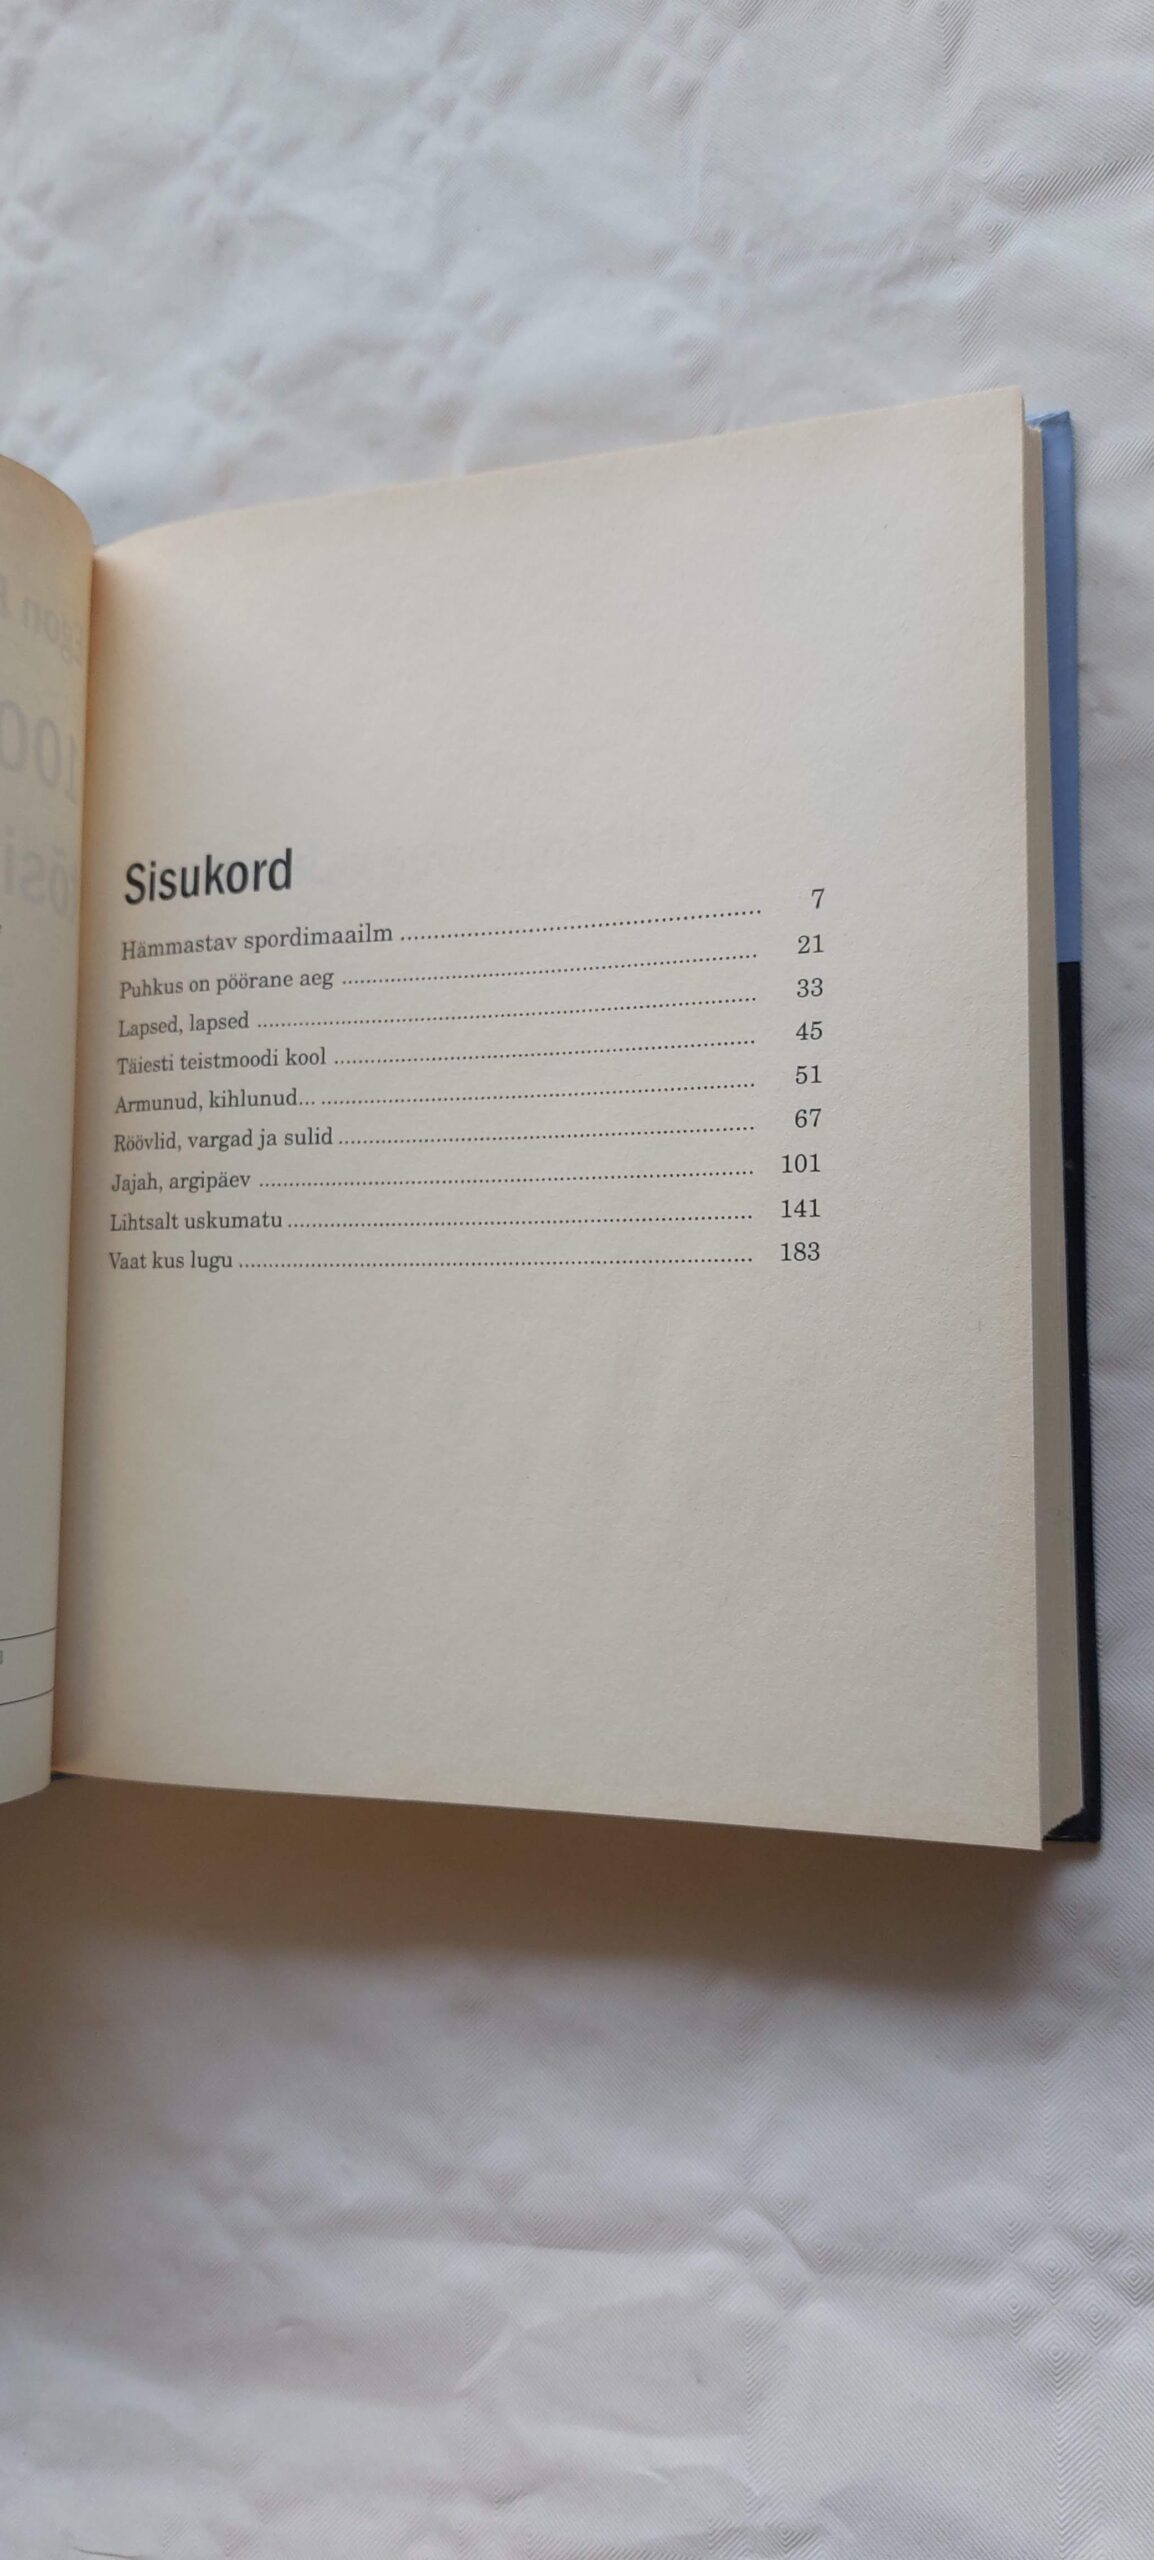 Sisukord
Hämmastav spordimaailm ........ 7
Puhkus on pöörane aeg ........ 21
Lapsed, lapsed ........ 33
Täiesti teistmoodi kool ........ 45
Armunud, kihlunud... ........ 51
Röövlid, vargad ja sulid ........ 67
Jajah, argipäev ........ 101
Lihtsalt uskumatu ........ 141
Vaat kus lugu ........ 183